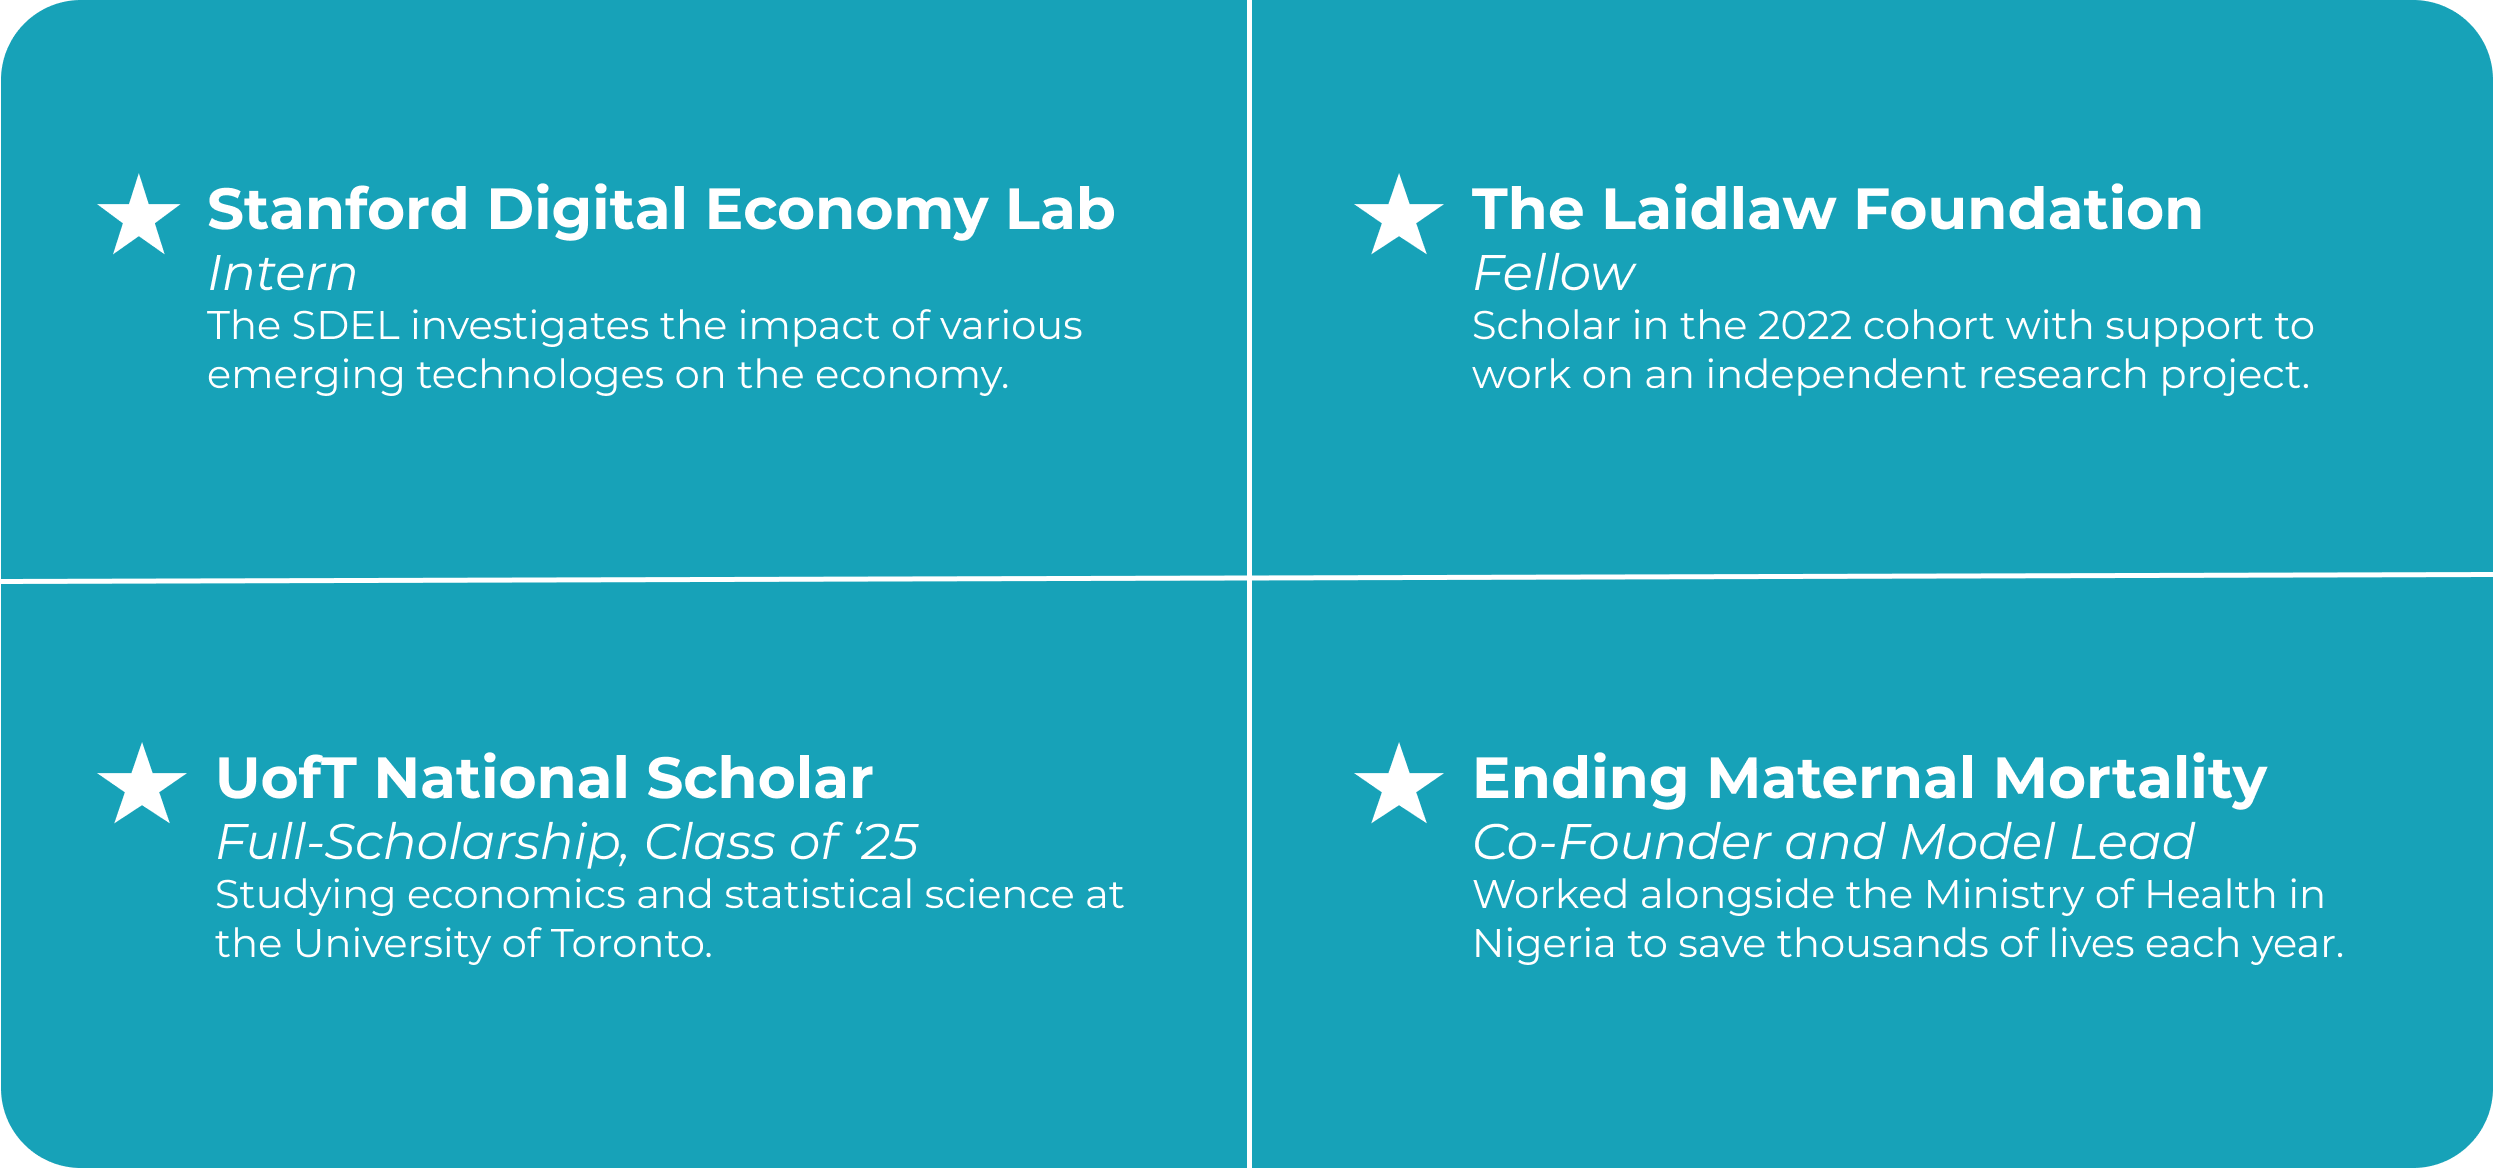 Stanford Digital Economy Lab
Intern
The SDEL investigates the impact of various
emerging technologes on the economy.
The Laidlaw Foundation
Fellow
Scholar in the 2022 cohort with support to
work on an independent research project.
UofT National Scholar
Full-Scholarship, Class of ‘25
Studying economics and statistical science at
the University of Toronto.
Ending Maternal Mortality
Co-Founder and Model Lead
Worked alongside the Ministry of Health in
Nigeria to save thousands of lives each year.